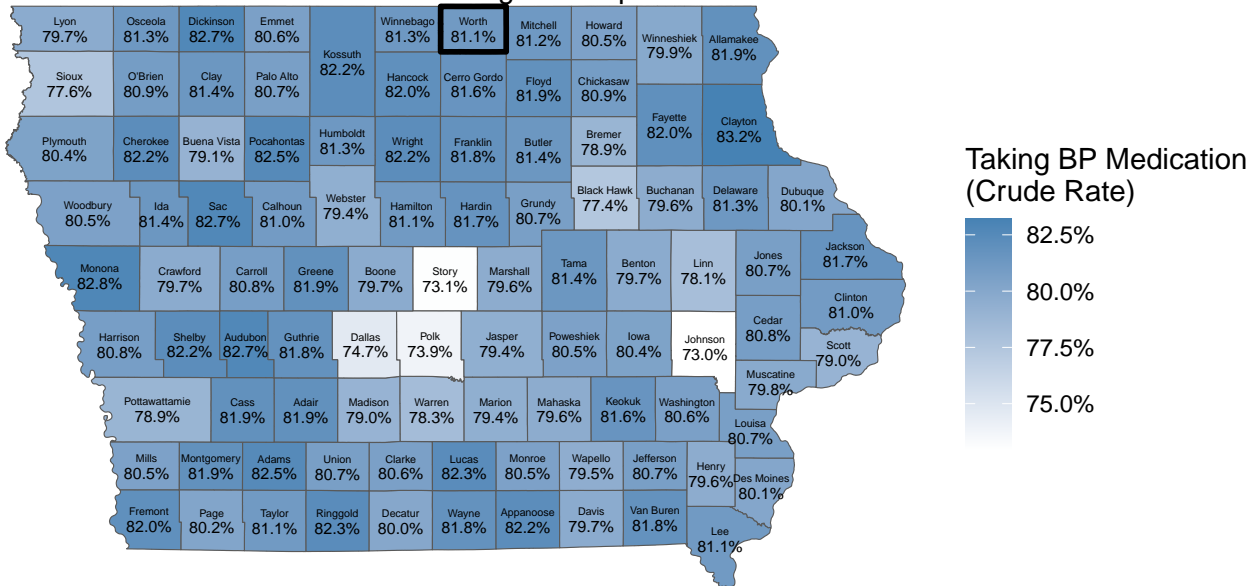 Lyon
79.7%
Osceola
81.3%
Dickinson
82.7%
Emmet
80.6%
Kossuth
82.2%
Winnebago
81.3%
Worth
81.1%
Mitchell
81.2%
Howard
80.5%
Winneshiek
79.9%
Allamakee
81.9%
Sioux
77.6%
O'Brien
80.9%
Clay
81.4%
Palo Alto
80.7%
Hancock
82.0%
Cerro Gordo
81.6%
Floyd
81.9%
Chickasaw
80.9%
Fayette
82.0%
Clayton
83.2%
Plymouth
80.4%
Cherokee
82.2%
Buena Vista
79.1%
Pocahontas
82.5%
Humboldt
81.3%
Wright
82.2%
Franklin
81.8%
Butler
81.4%
Bremer
78.9%
Woodbury
80.5%
Ida
81.4%
Sac
82.7%
Calhoun
81.0%
Webster
79.4%
Hamilton
81.1%
Hardin
81.7%
Grundy
80.7%
Black Hawk
77.4%
Buchanan
79.6%
Delaware
81.3%
Dubuque
80.1%
Monona
82.8%
Crawford
79.7%
Carroll
80.8%
Greene
81.9%
Boone
79.7%
Story
73.1%
Marshall
79.6%
Tama
81.4%
Benton
79.7%
Linn
78.1%
Jones
80.7%
Jackson
81.7%
Clinton
81.0%
Harrison
80.8%
Shelby
82.2%
Audubon
82.7%
Guthrie
81.8%
Dallas
74.7%
Polk
73.9%
Jasper
79.4%
Poweshiek
80.5%
Iowa
80.4%
Johnson
73.0%
Cedar
80.8%
Scott
79.0%
Muscatine
79.8%
Pottawattamie
78.9%
Cass
81.9%
Adair
81.9%
Madison
79.0%
Warren
78.3%
Marion
79.4%
Mahaska
79.6%
Keokuk
81.6%
Washington
80.6%
Louisa
80.7%
Mills
80.5%
Montgomery
81.9%
Adams
82.5%
Union
80.7%
Clarke
80.6%
Lucas
82.3%
Monroe
80.5%
Wapello
79.5%
Jefferson
80.7%
Henry
79.6%
Des Moines
80.1%
Fremont
82.0%
Page
80.2%
Taylor
81.1%
Ringgold
82.3%
Decatur
80.0%
Wayne
81.8%
Appanoose
82.2%
Davis
79.7%
Van Buren
81.8%
Lee
81.1%
Taking BP Medication
(Crude Rate)
82.5%
80.0%
77.5%
75.0%